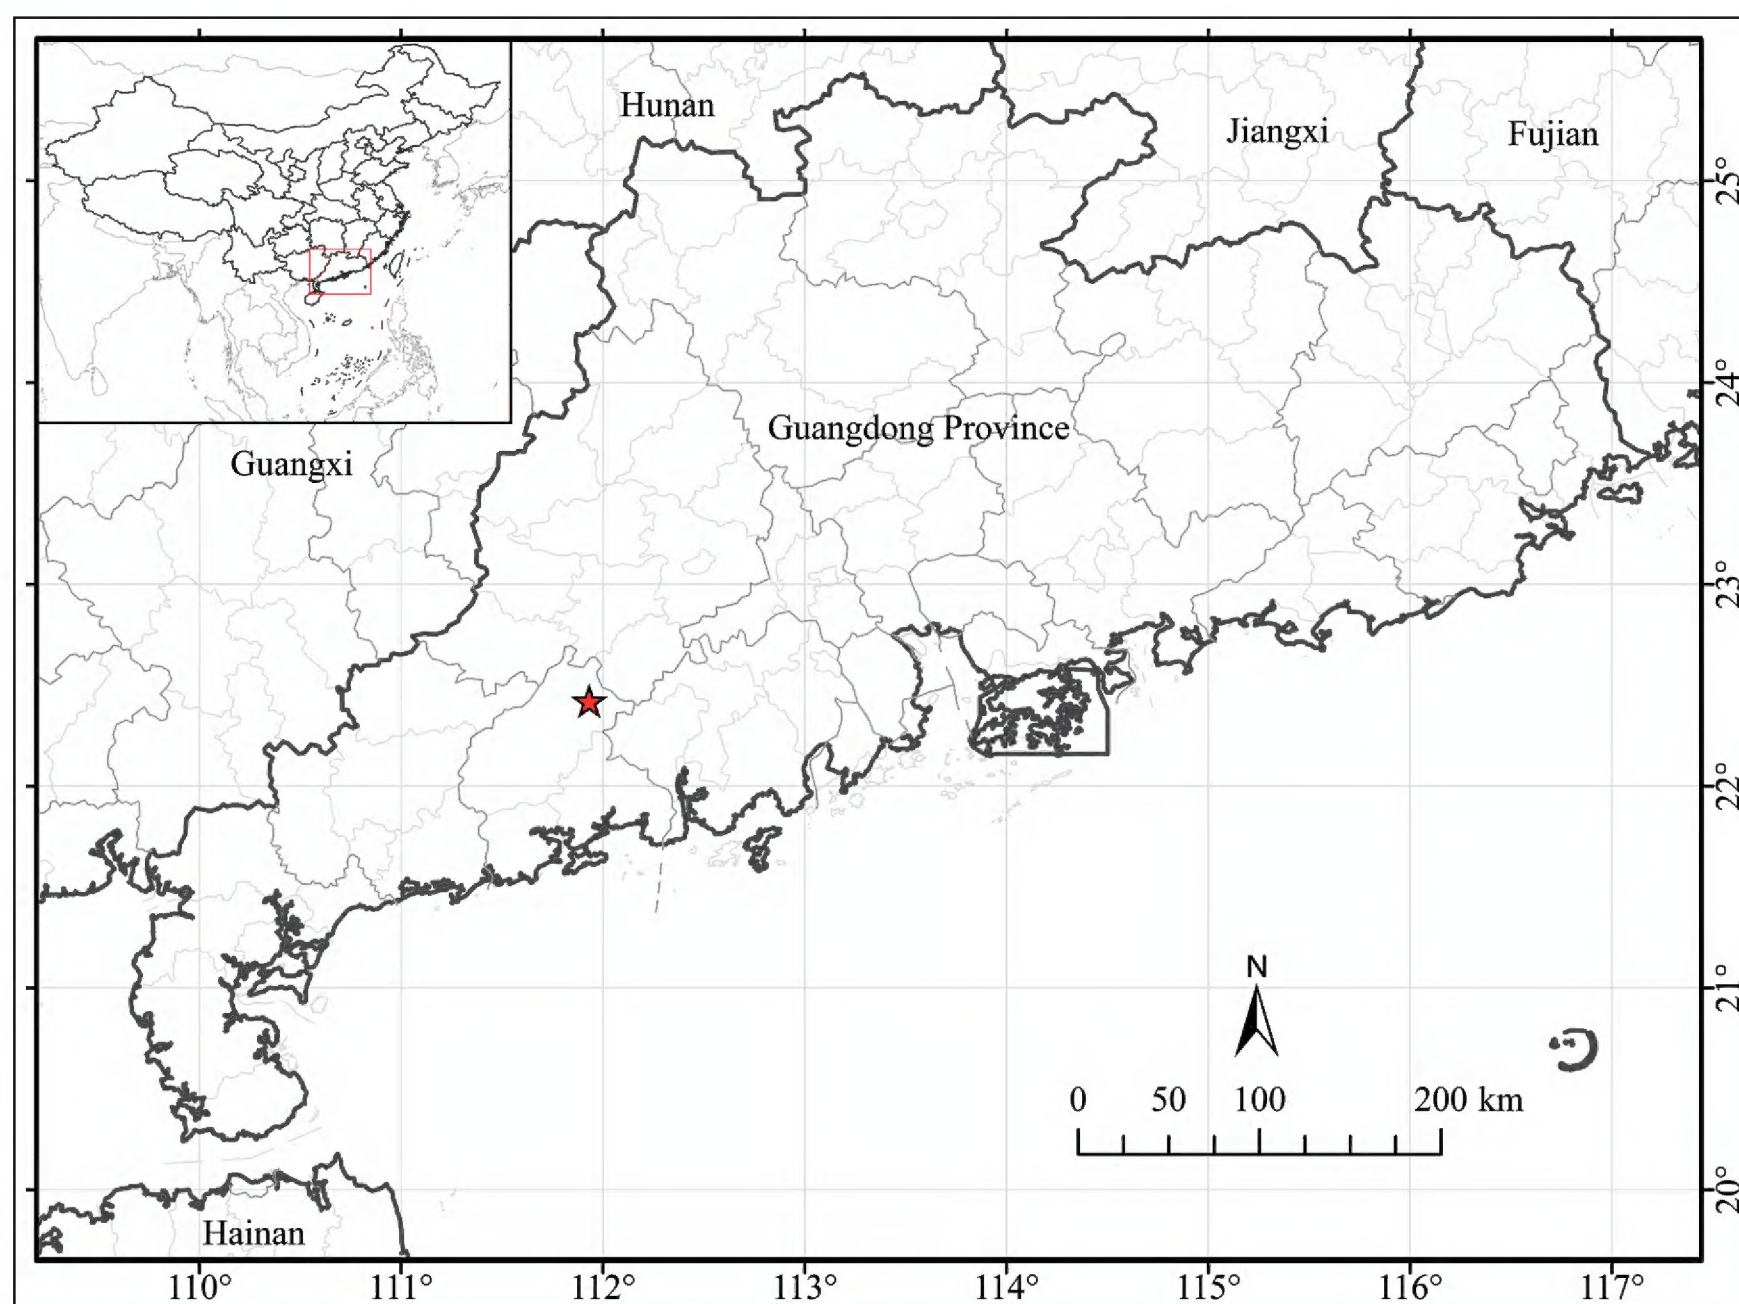 Hunan
Jiangxi
Fujian
25°
24°
Guangdong Province
Guangxi
23°
22°
N
21°
0 50 100 200 km
20°
Hainan
110° 111° 112° 113° 114° 115° 116° 117°